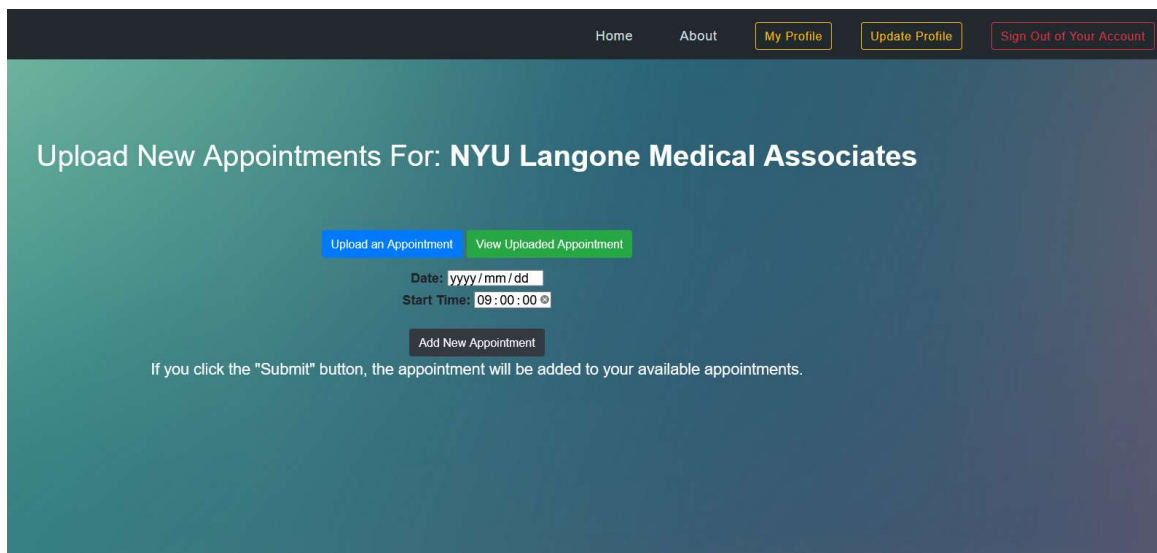 Home About My Profile Update Profile Sign Out of Your Account
Upload New Appointments For: NYU Langone Medical Associates
Upload an Appointment View Uploaded Appointment
Date: yyyy/mm/dd
Start Time: 09:00:00
Add New Appointment
If you click the "Submit" button, the appointment will be added to your available appointments.